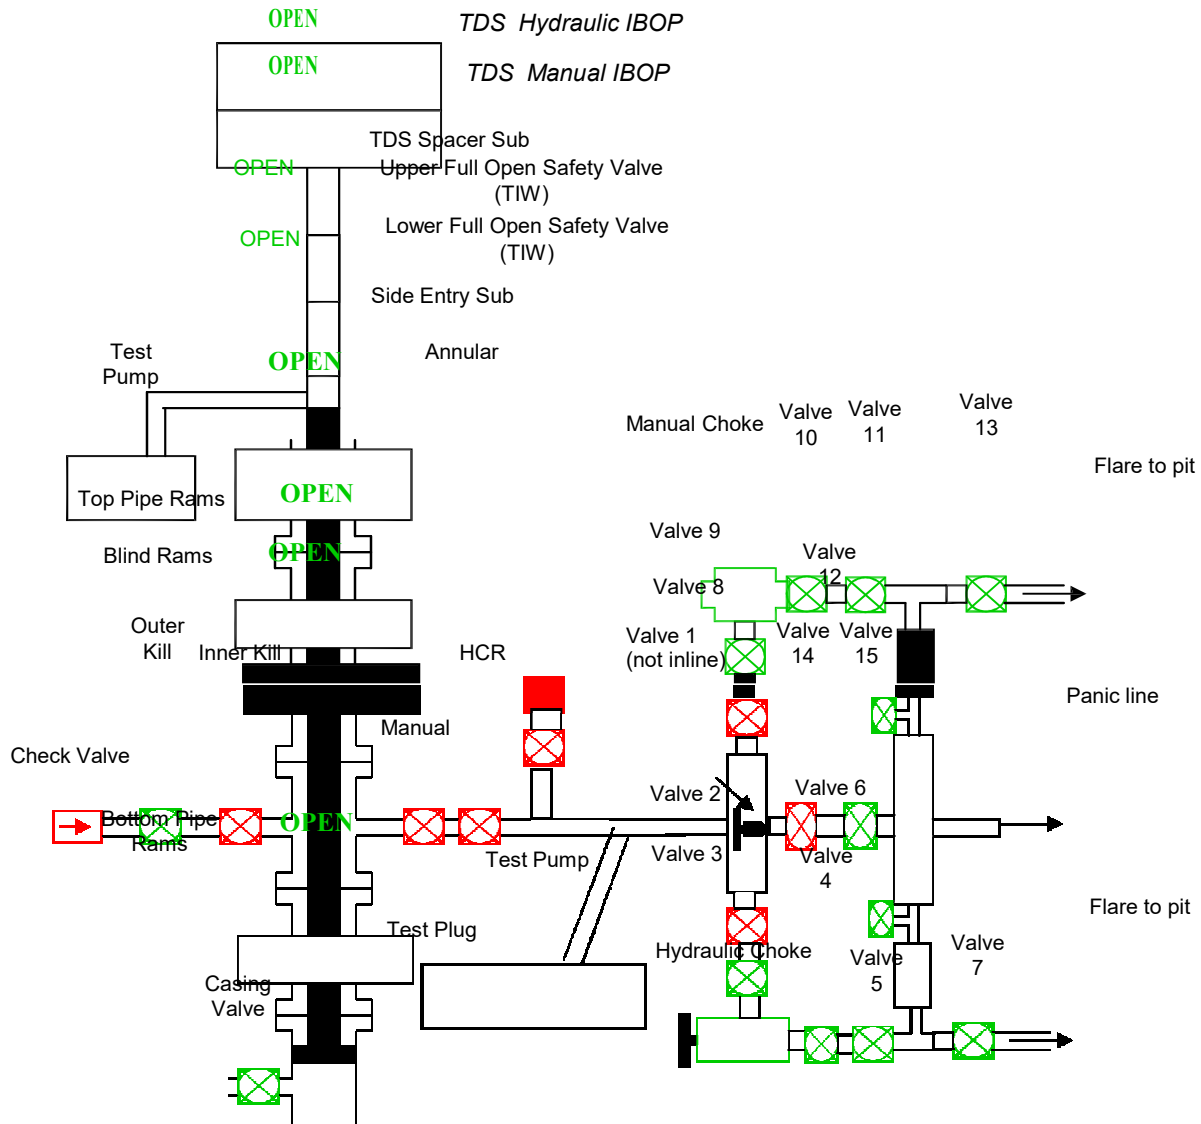 OPEN
TDS Hydraulic IBOP
OPEN
TDS Manual IBOP
TDS Spacer Sub
OPEN
Upper Full Open Safety Valve
(TIW)
OPEN
Lower Full Open Safety Valve
(TIW)
Side Entry Sub
Test
Pump
OPEN
Annular
Manual Choke
Valve
10
Valve
11
Valve
13
Flare to pit
Top Pipe Rams
OPEN
Blind Rams
OPEN
Valve 9
Valve
12
Valve 8
Outer
Kill
Inner Kill
HCR
Valve 1
(not inline)
Valve
14
Valve
15
Panic line
Manual
Check Valve
Bottom Pipe
Rams
OPEN
Valve 2
Valve 6
Test Pump
Valve 3
Valve
4
Flare to pit
Test Plug
Hydraulic Choke
Valve
5
Valve
7
Casing
Valve